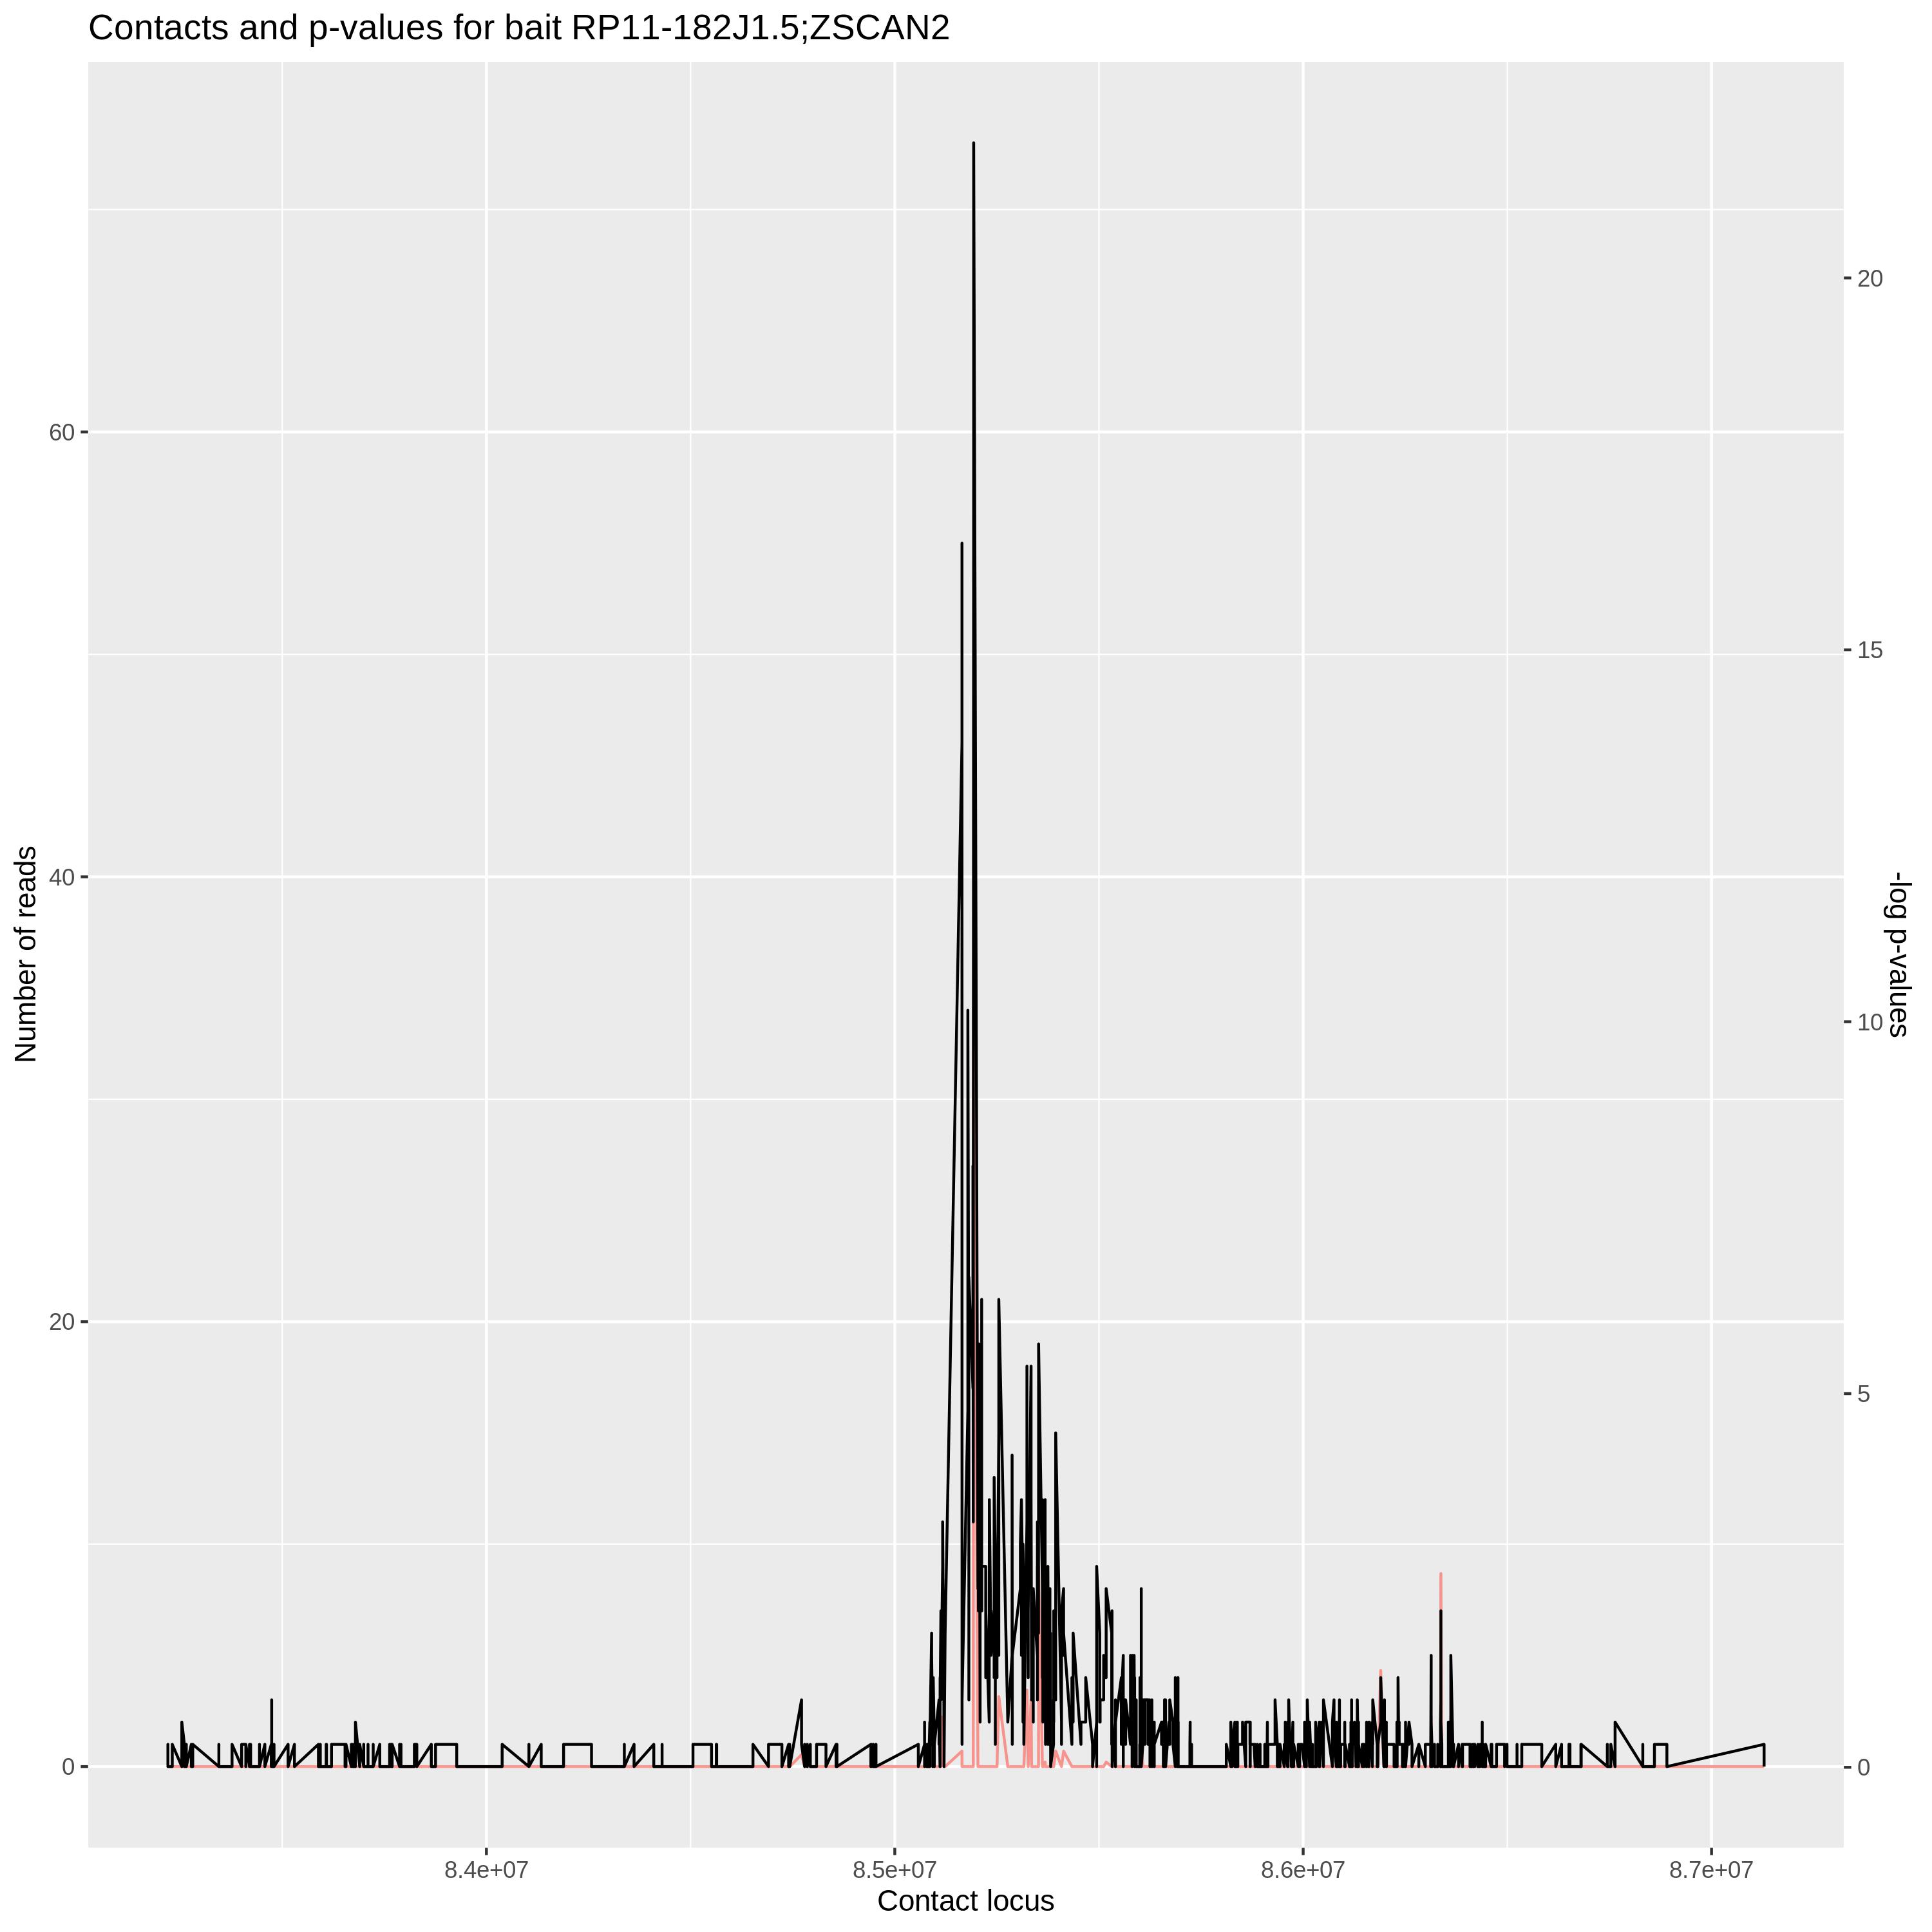 Contacts and p-values for bait RP11-182J1.5;ZSCAN2
60
40
20
0
Number of reads
20
15
10
5
0
-log p-values
8.4e+07
8.5e+07
8.6e+07
8.7e+07
Contact locus